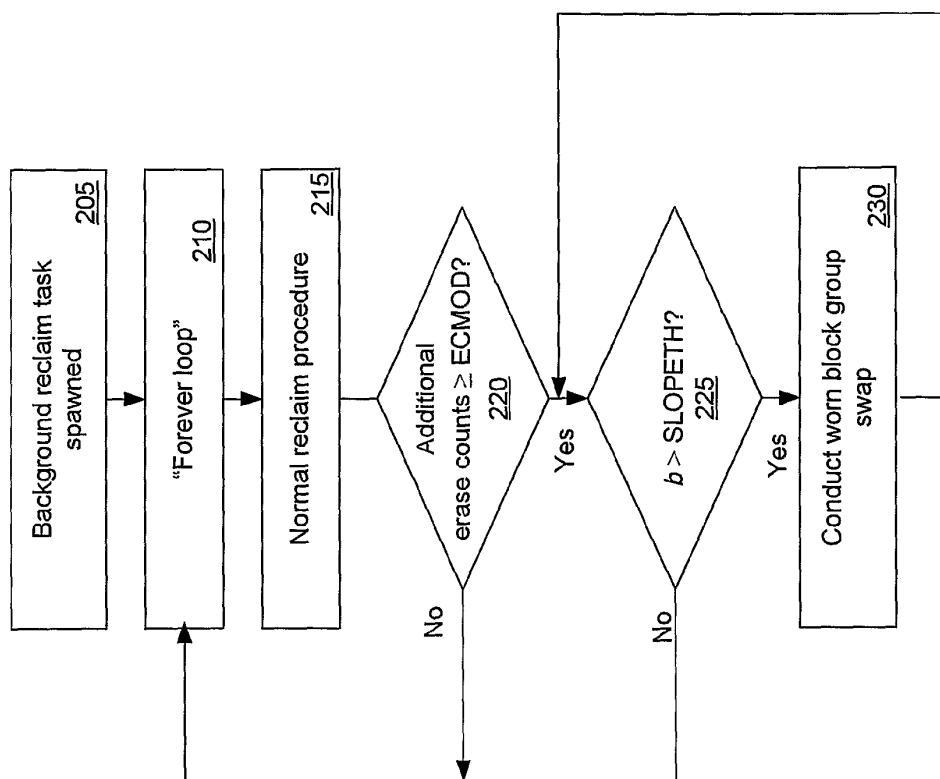 Background reclaim task
spawned
205
“Forever loop”
210
Normal reclaim procedure
215
Additional
erase counts ≥ ECMOD?
220
No
Yes
b > SLOPETH?
225
No
Yes
Conduct worn block group
swap
230